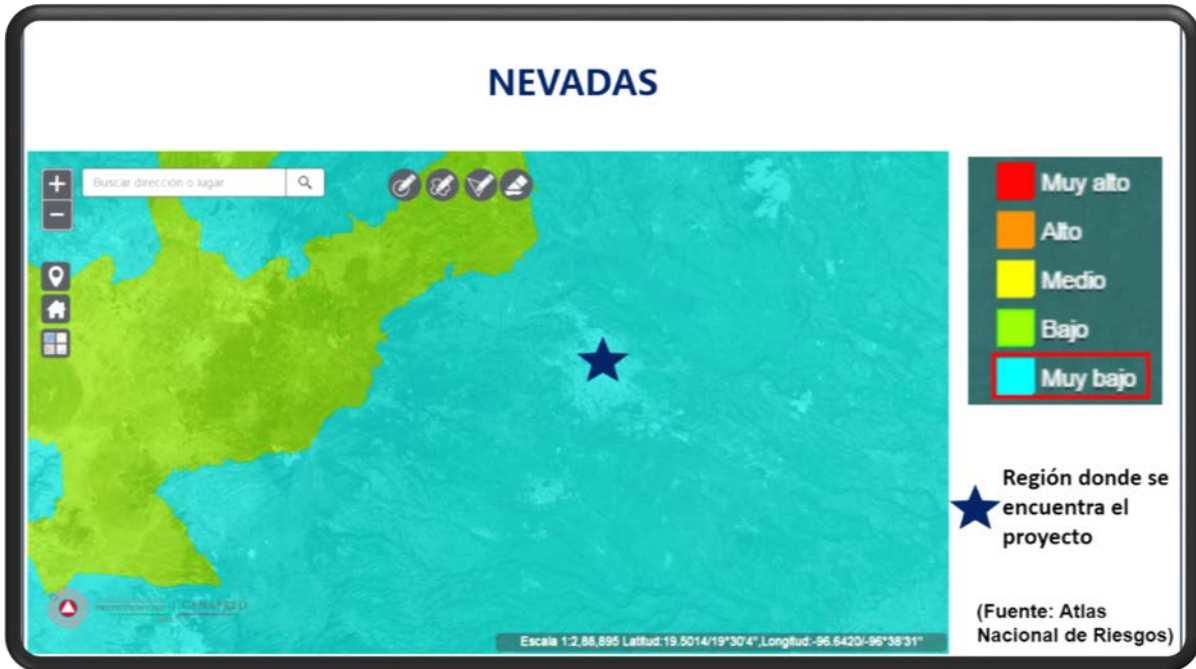 NEVADAS
Buscar dirección o lugar
Muy alto
Alto
Medio
Bajo
Muy bajo
Región donde se
encuentra el
proyecto
(Fuente: Atlas
Nacional de Riesgos)
PROTECCIÓN CIVIL | CENAPRED
Escala 1:2,88,895 Latitud:19.5014/19°30'4",Longitud:-96.6420/-96°38'31"